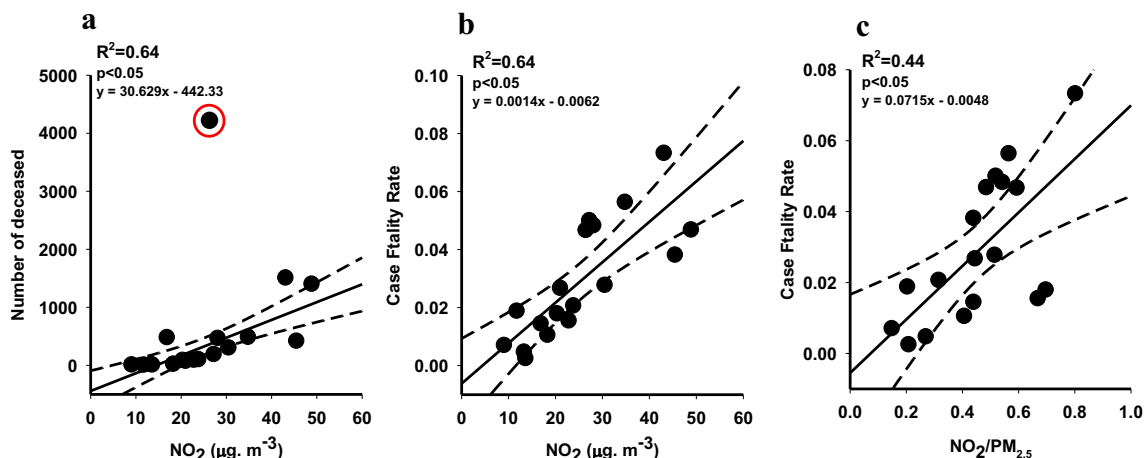 a
R²=0.64
p<0.05
y = 30.629x - 442.33
Number of deceased
5000
4000
3000
2000
1000
0
0 10 20 30 40 50 60
NO₂ (µg. m⁻³)
b
R²=0.64
p<0.05
y = 0.0014x - 0.0062
Case Ftality Rate
0.10
0.08
0.06
0.04
0.02
0.00
0 10 20 30 40 50 60
NO₂ (µg. m⁻³)
c
R²=0.44
p<0.05
y = 0.0715x - 0.0048
Case Ftality Rate
0.08
0.06
0.04
0.02
0.00
0.0 0.2 0.4 0.6 0.8 1.0
NO₂/PM₂.₅